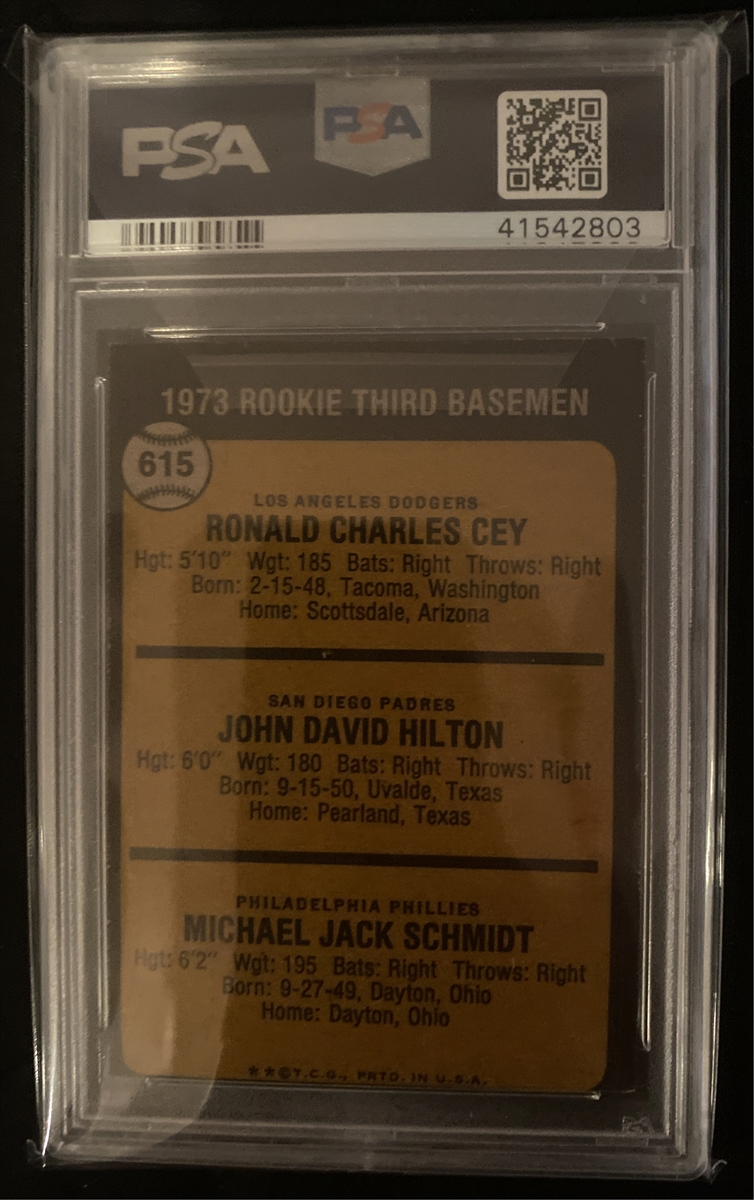 PSA
PSA
41542803
1973 ROOKIE THIRD BASEMEN
615
LOS ANGELES DODGERS
RONALD CHARLES CEY
Hgt: 5'10" Wgt: 185 Bats: Right Throws: Right
Born: 2-15-48, Tacoma, Washington
Home: Scottsdale, Arizona
SAN DIEGO PADRES
JOHN DAVID HILTON
Hgt: 6'0" Wgt: 180 Bats: Right Throws: Right
Born: 9-15-50, Uvalde, Texas
Home: Pearland, Texas
PHILADELPHIA PHILLIES
MICHAEL JACK SCHMIDT
Hgt: 6'2" Wgt: 195 Bats: Right Throws: Right
Born: 9-27-49, Dayton, Ohio
Home: Dayton, Ohio
**©T.C.G., PRTD. IN U.S.A.